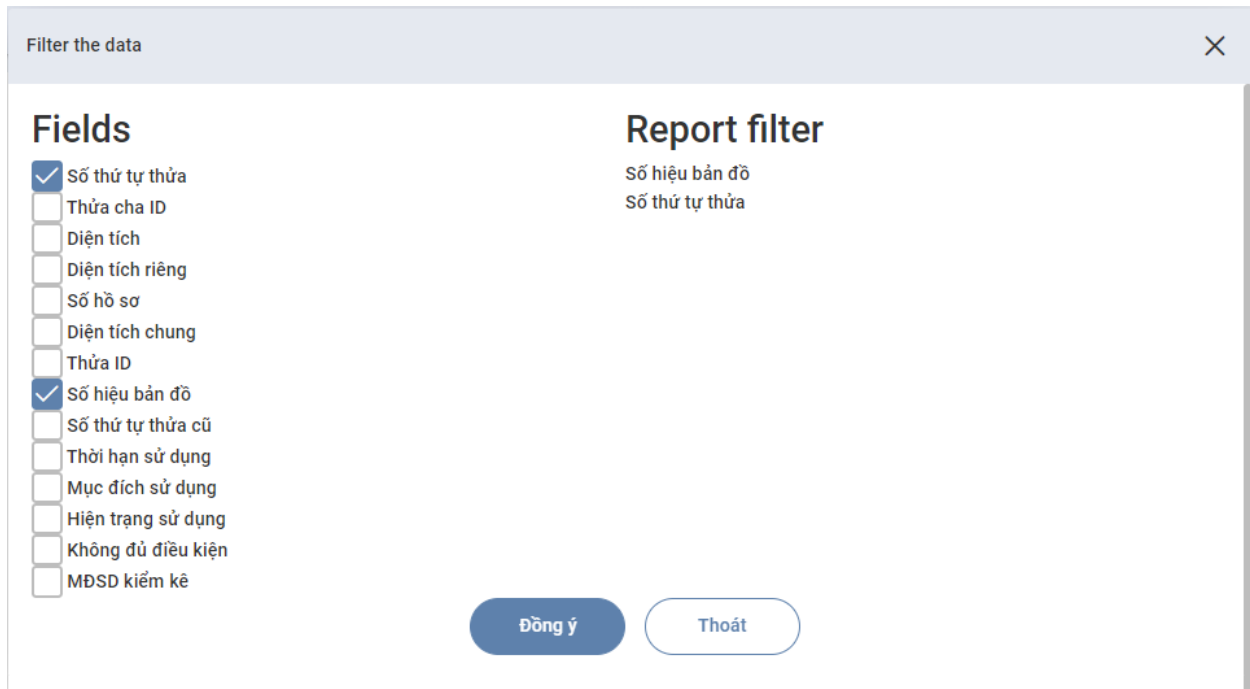 Filter the data
Fields
Số thứ tự thửa
Thửa cha ID
Diện tích
Diện tích riêng
Số hồ sơ
Diện tích chung
Thửa ID
Số hiệu bản đồ
Số thứ tự thửa cũ
Thời hạn sử dụng
Mục đích sử dụng
Hiện trạng sử dụng
Không đủ điều kiện
MĐSD kiểm kê
Report filter
Số hiệu bản đồ
Số thứ tự thửa
Đồng ý
Thoát